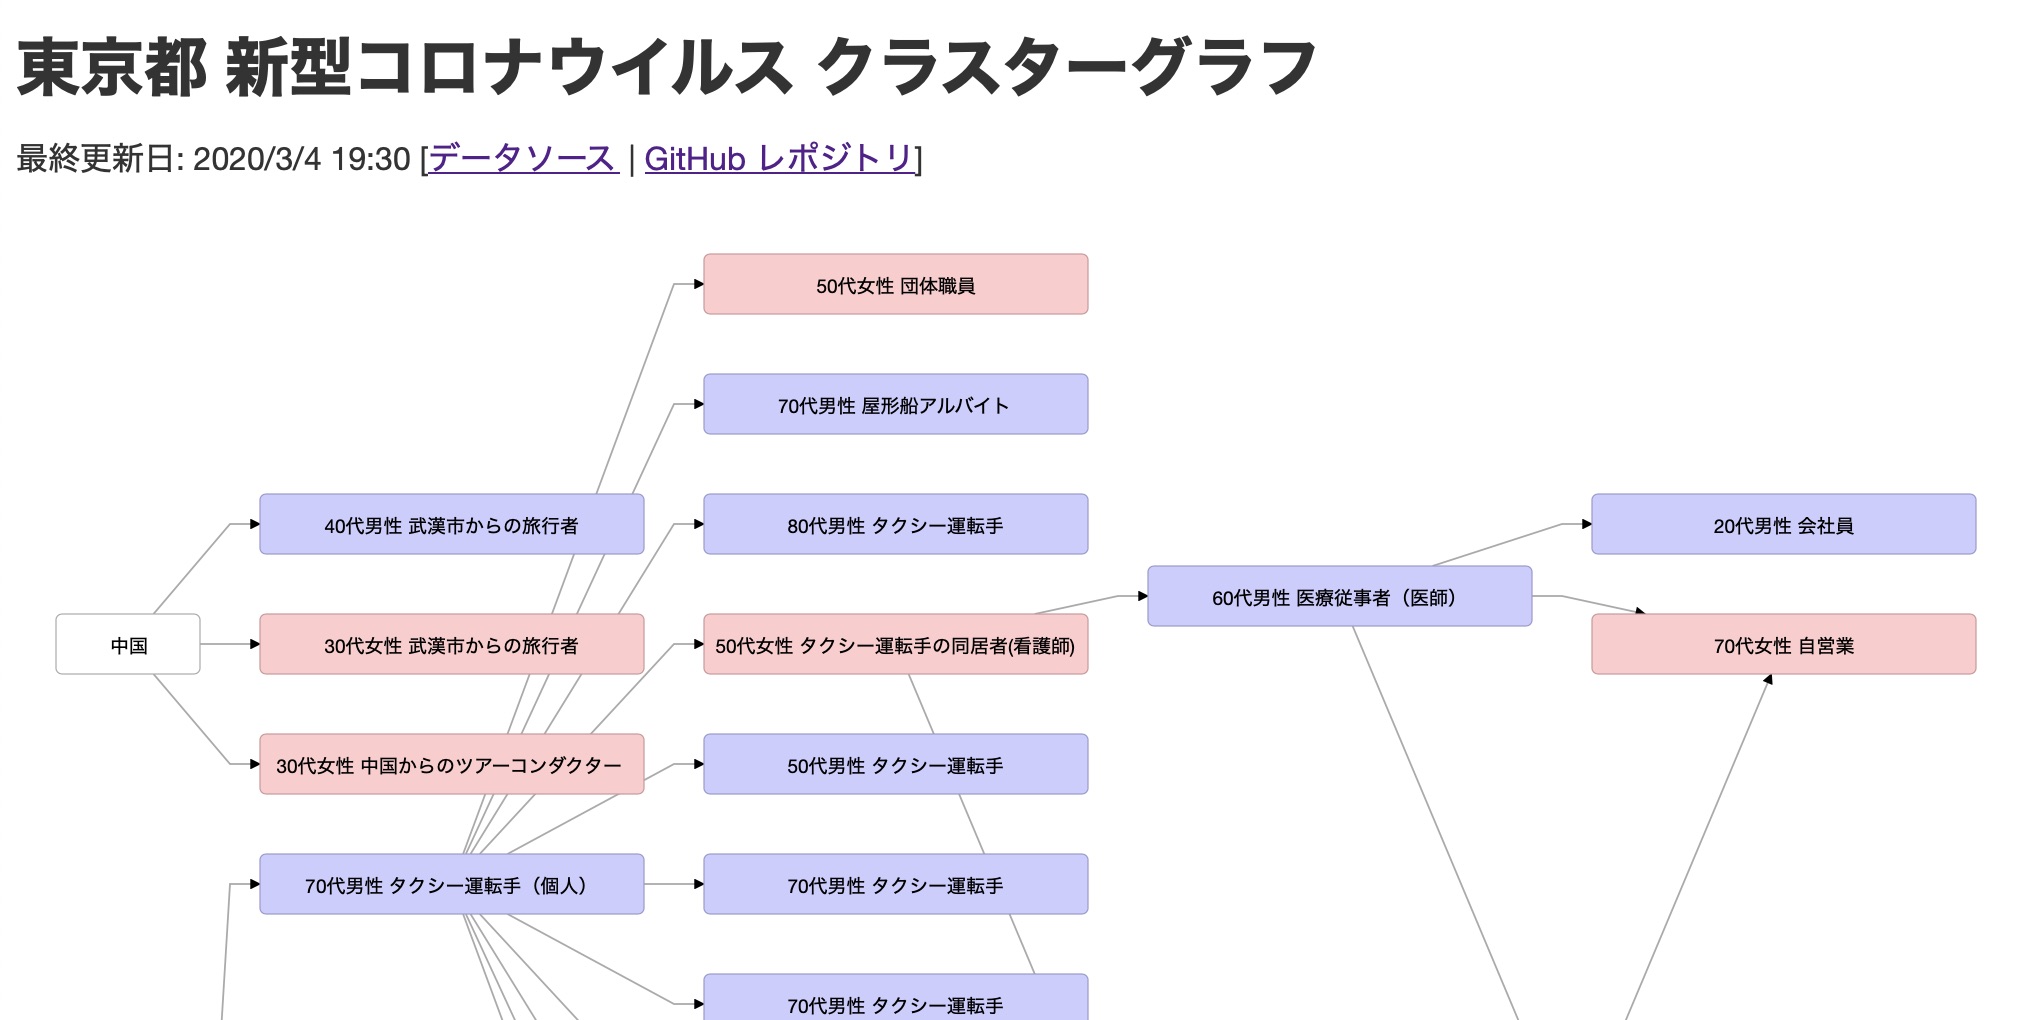 東京都 新型コロナウイルス クラスターグラフ
最終更新日: 2020/3/4 19:30 [データソース | GitHub レポジトリ]
50代女性 団体職員
70代男性 屋形船アルバイト
40代男性 武漢市からの旅行者
80代男性 タクシー運転手
20代男性 会社員
60代男性 医療従事者（医師）
中国
30代女性 武漢市からの旅行者
50代女性 タクシー運転手の同居者(看護師)
70代女性 自営業
30代女性 中国からのツアーコンダクター
50代男性 タクシー運転手
70代男性 タクシー運転手（個人）
70代男性 タクシー運転手
70代男性 タクシー運転手